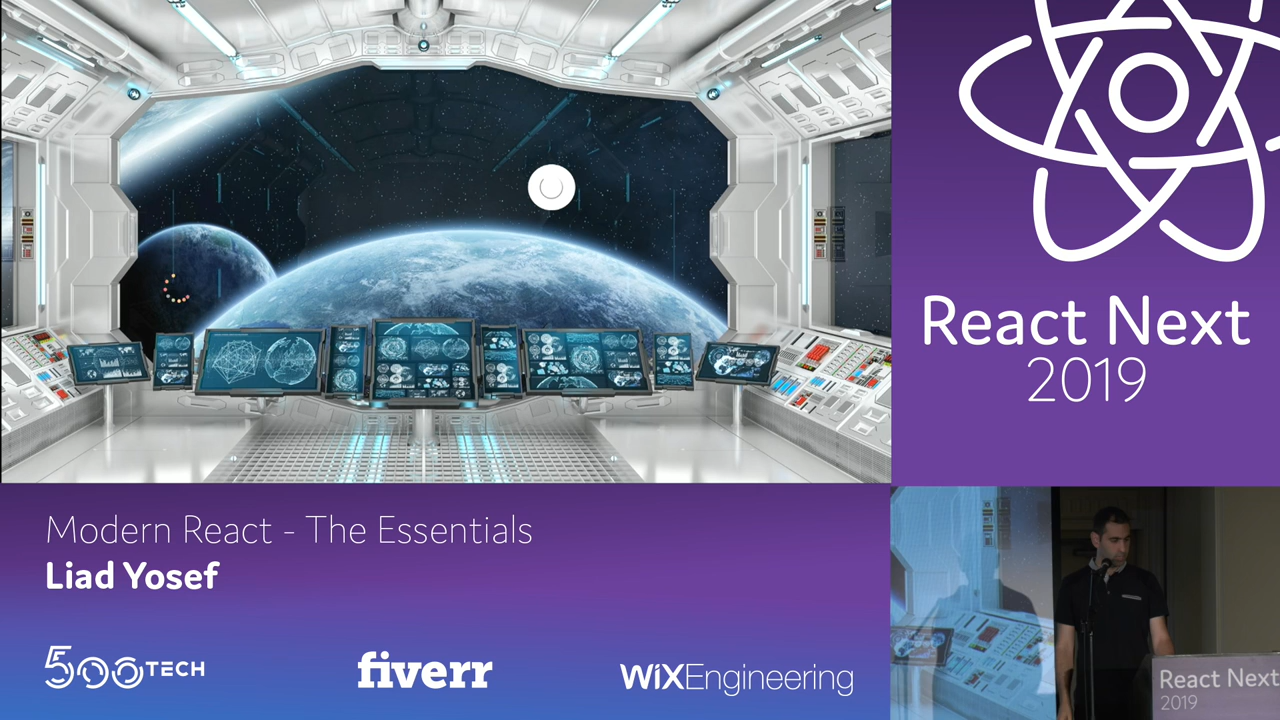 React Next
2019
Modern React - The Essentials
Liad Yosef
500TECH
fiverr
WiXEngineering
React Next
2019